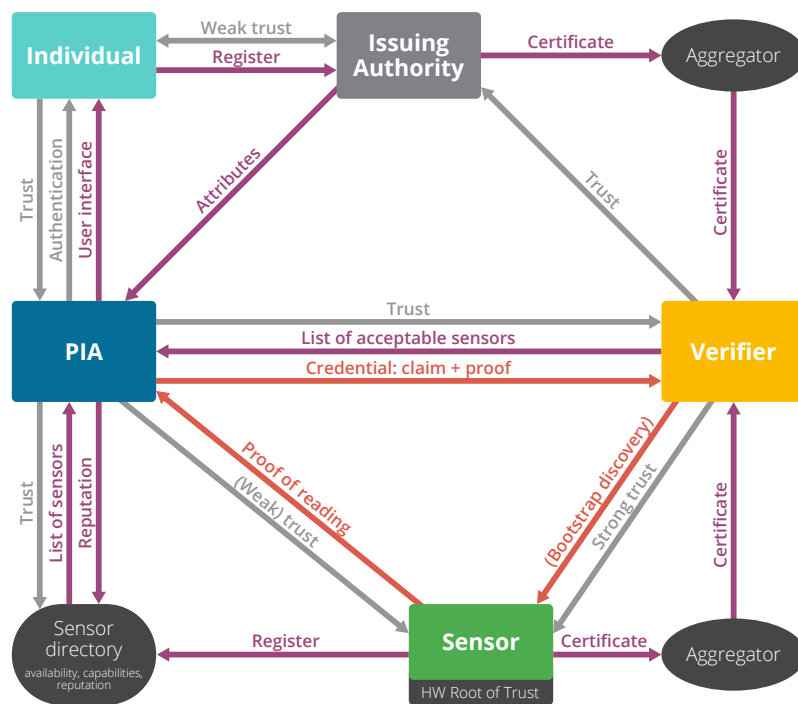 Individual
Weak trust
Register
Issuing
Authority
Certificate
Aggregator
Trust
Authentication
User interface
Attributes
Trust
Certificate
PIA
Trust
List of acceptable sensors
Credential: claim + proof
Verifier
Trust
List of sensors
Reputation
Proof of reading
(Weak) trust
(Bootstrap discovery)
Strong trust
Certificate
Sensor
directory
availability, capabilities,
reputation
Register
Sensor
HW Root of Trust
Certificate
Aggregator